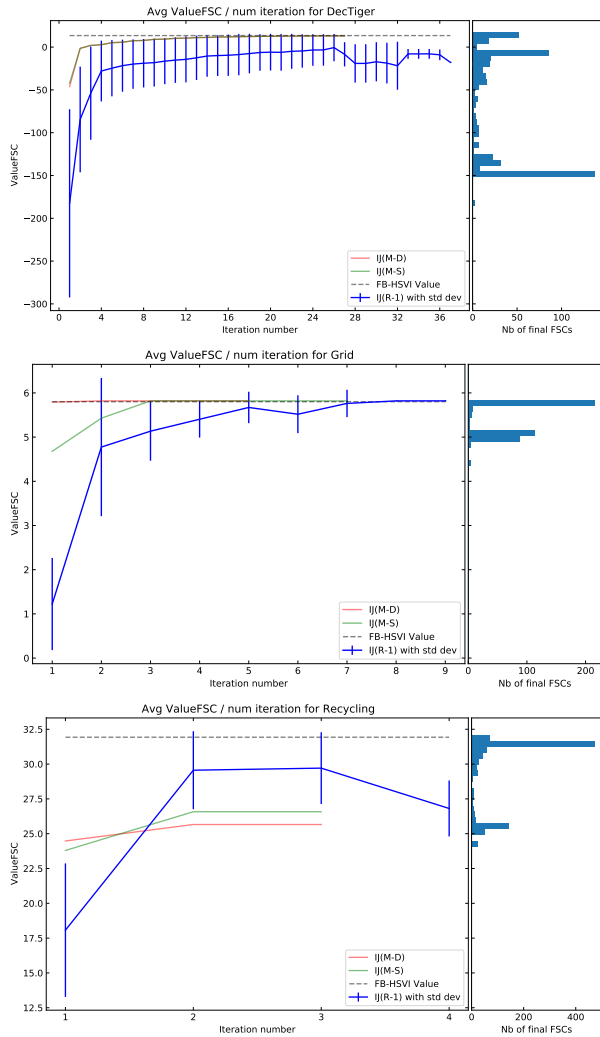 Avg ValueFSC / num iteration for DecTiger
ValueFSC
0
−50
−100
−150
−200
−250
−300
0 4 8 12 16 20 24 28 32 36
Iteration number
IJ(M-D)
IJ(M-S)
FB-HSVI Value
IJ(R-1) with std dev
0 50 100
Nb of final FSCs
Avg ValueFSC / num iteration for Grid
ValueFSC
6
5
4
3
2
1
0
1 2 3 4 5 6 7 8 9
Iteration number
IJ(M-D)
IJ(M-S)
FB-HSVI Value
IJ(R-1) with std dev
0 100 200
Nb of final FSCs
Avg ValueFSC / num iteration for Recycling
ValueFSC
32.5
30.0
27.5
25.0
22.5
20.0
17.5
15.0
12.5
1 2 3 4
Iteration number
IJ(M-D)
IJ(M-S)
FB-HSVI Value
IJ(R-1) with std dev
0 200 400
Nb of final FSCs